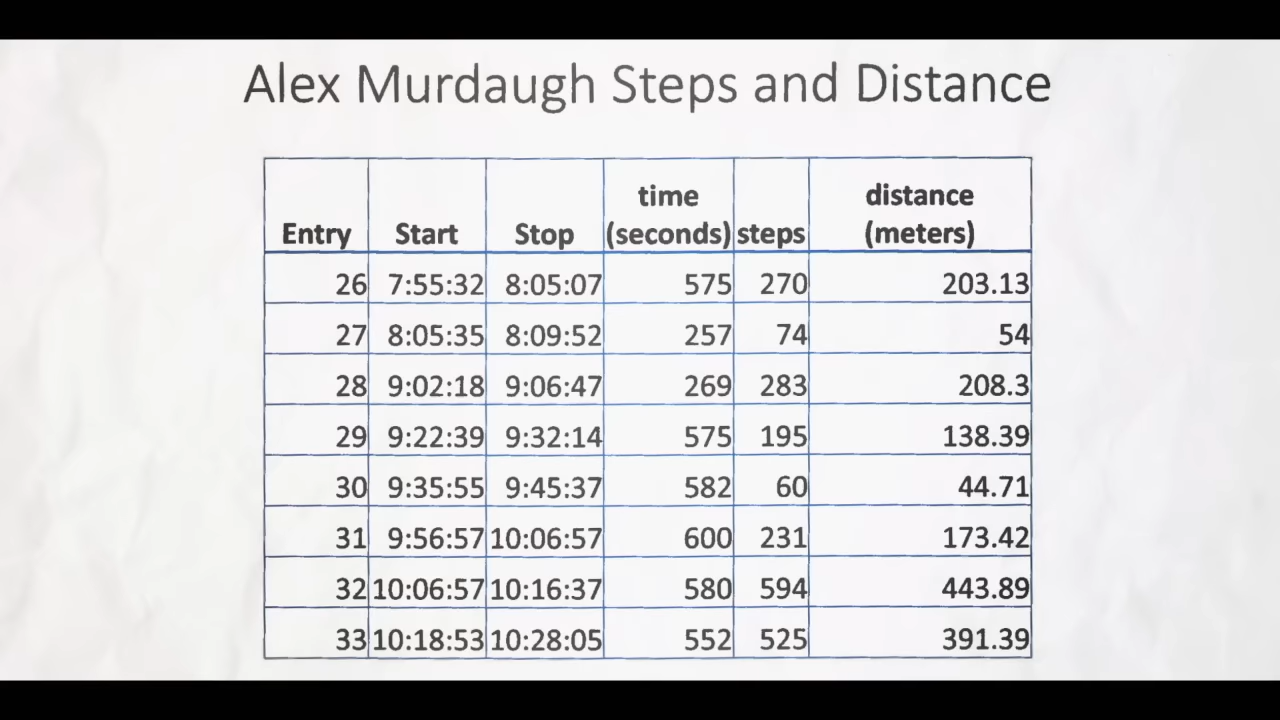 Alex Murdaugh Steps and Distance
time distance
Entry Start Stop (seconds) steps (meters)
26 7:55:32 8:05:07 575 270 203.13
27 8:05:35 8:09:52 257 74 54
28 9:02:18 9:06:47 269 283 208.3
29 9:22:39 9:32:14 575 195 138.39
30 9:35:55 9:45:37 582 60 44.71
31 9:56:57 10:06:57 600 231 173.42
32 10:06:57 10:16:37 580 594 443.89
33 10:18:53 10:28:05 552 525 391.39